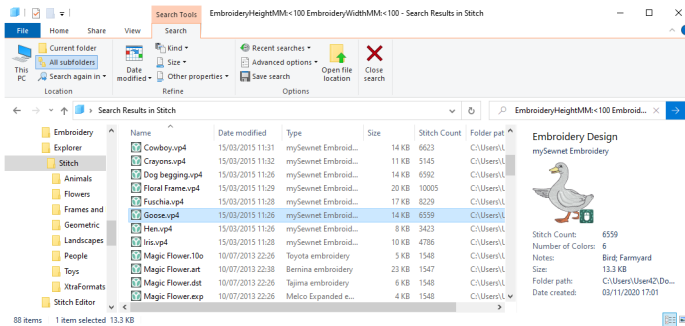 Search Tools EmbroideryHeightMM:<100 EmbroideryWidthMM:<100 - Search Results in Stitch
File Home Share View Search
This PC
Current folder
All subfolders
Search again in
Location
Date modified
Kind
Size
Other properties
Refine
Recent searches
Advanced options
Save search
Open file location
Options
Close search
Search Results in Stitch
EmbroideryHeightMM:<100 Embroid...
Embroidery
Explorer
Stitch
Animals
Flowers
Frames and
Geometric
Landscapes
People
Toys
XtraFormats
Stitch Editor
Name Date modified Type Size Stitch Count Folder pat
Cowboy.vp4 15/03/2015 11:31 mySewnet Embroid... 14 KB 6623 C:\Users\L
Crayons.vp4 15/03/2015 11:32 mySewnet Embroid... 11 KB 5145 C:\Users\L
Dog begging.vp4 15/03/2015 11:26 mySewnet Embroid... 14 KB 6592 C:\Users\L
Floral Frame.vp4 15/03/2015 11:29 mySewnet Embroid... 20 KB 10005 C:\Users\L
Fuschia.vp4 15/03/2015 11:28 mySewnet Embroid... 17 KB 8229 C:\Users\L
Goose.vp4 15/03/2015 11:26 mySewnet Embroid... 14 KB 6559 C:\Users\L
Hen.vp4 15/03/2015 11:26 mySewnet Embroid... 8 KB 3423 C:\Users\L
Iris.vp4 15/03/2015 11:28 mySewnet Embroid... 10 KB 4786 C:\Users\L
Magic Flower.10o 10/07/2013 22:26 Toyota embroidery 5 KB 1548 C:\Users\L
Magic Flower.art 10/07/2013 22:38 Bernina embroidery 23 KB 1547 C:\Users\L
Magic Flower.dst 10/07/2013 22:26 Tajima embroidery 6 KB 1548 C:\Users\L
Magic Flower.exp 10/07/2013 22:26 Melco Expanded e... 4 KB 1548 C:\Users\L
Embroidery Design
mySewnet Embroidery
Stitch Count: 6559
Number of Colors: 6
Notes: Bird; Farmyard
Size: 13.3 KB
Folder path: C:\Users\User42\Do...
Date created: 03/11/2020 17:01
88 items 1 item selected 13.3 KB